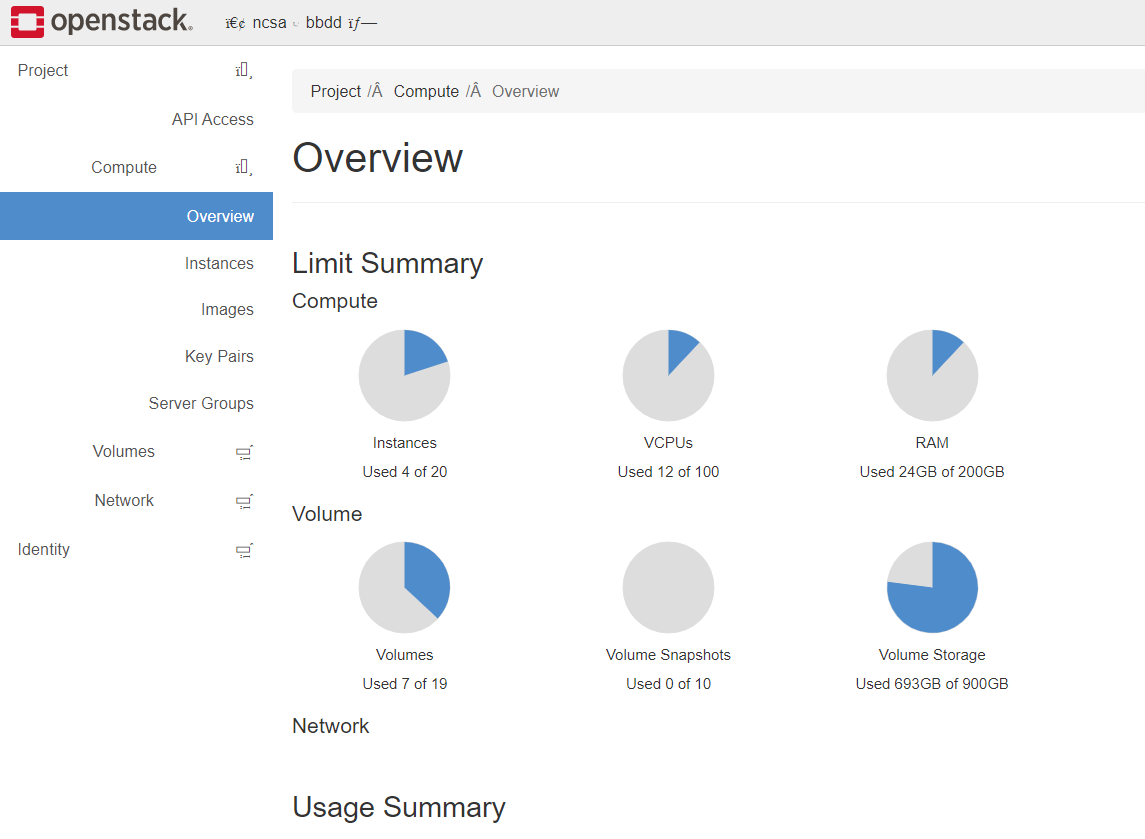 openstack.
ï€¢ ncsa ◦ bbdd ïƒ—
Project
API Access
Compute
Overview
Instances
Images
Key Pairs
Server Groups
Volumes
Network
Identity
Project /Â Compute /Â Overview
Overview
Limit Summary
Compute
Instances
Used 4 of 20
VCPUs
Used 12 of 100
RAM
Used 24GB of 200GB
Volume
Volumes
Used 7 of 19
Volume Snapshots
Used 0 of 10
Volume Storage
Used 693GB of 900GB
Network
Usage Summary